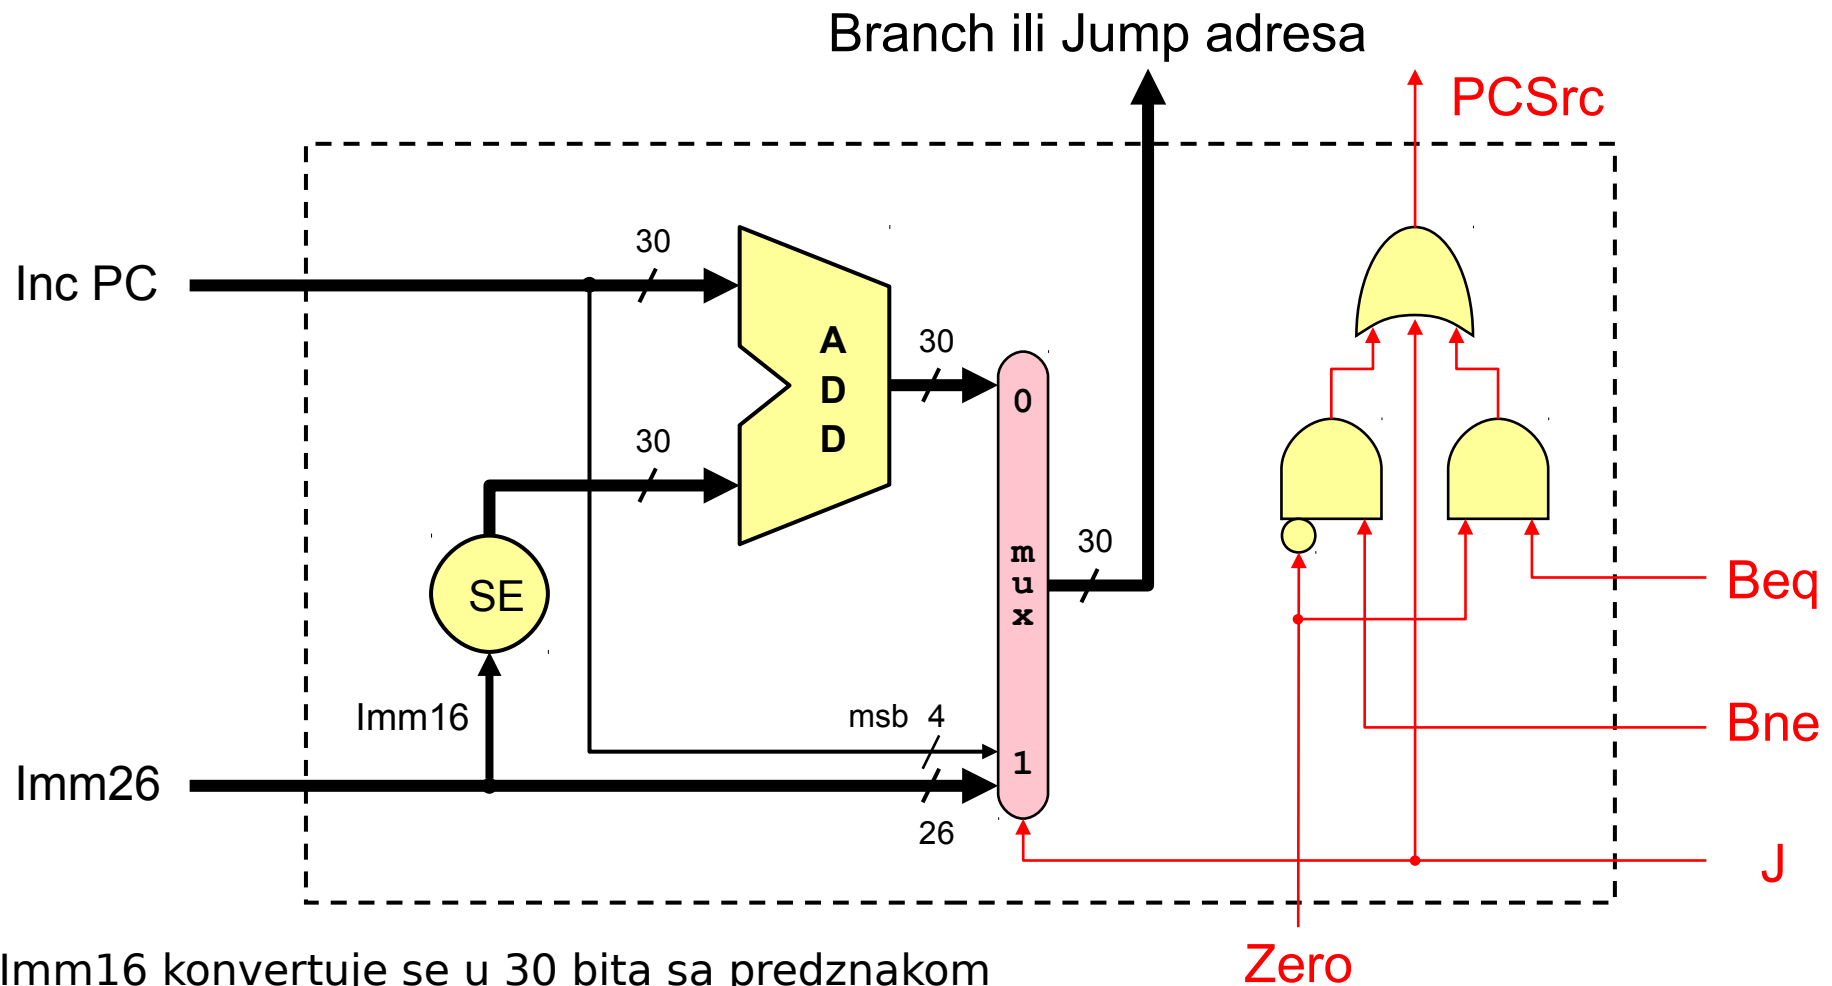 Branch ili Jump adresa
PCSrc
30
Inc PC
A
D
D
30
0
30
m
u
x
30
SE
Beq
Imm16
msb 4
Bne
1
Imm26
26
J
Zero
Imm16 konvertuje se u 30 bita sa predznakom